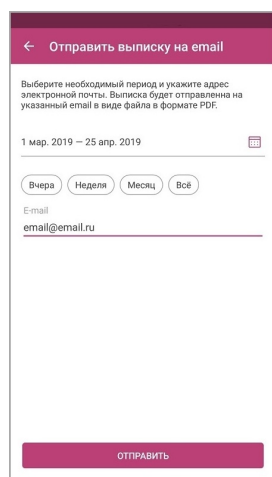 Отправить выписку на email
Выберите необходимый период и укажите адрес
электронной почты. Выписка будет отправленна на
указанный email в виде файла в формате PDF.
1 мар. 2019 — 25 апр. 2019
Вчера Неделя Месяц Всё
E-mail
email@email.ru
ОТПРАВИТЬ